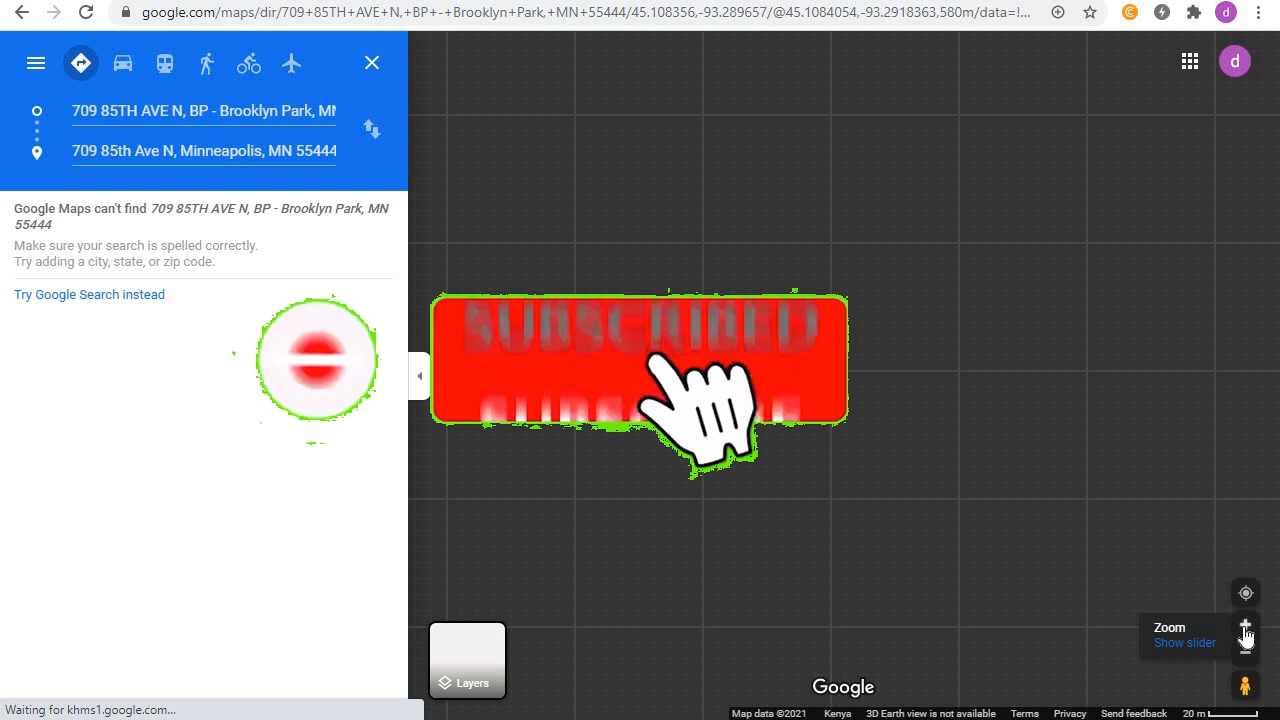 google.com/maps/dir/709+85TH+AVE+N,+BP+-+Brooklyn+Park,+MN+55444/45.108356,-93.289657/@45.1084054,-93.2918363,580m/data=!...
d
d
709 85TH AVE N, BP - Brooklyn Park, MN
709 85th Ave N, Minneapolis, MN 55444
Google Maps can't find 709 85TH AVE N, BP - Brooklyn Park, MN
55444
Make sure your search is spelled correctly.
Try adding a city, state, or zip code.
Try Google Search instead
SUBSCRIBED
Zoom
Show slider
Layers
Google
Waiting for khms1.google.com...
Map data ©2021 Kenya 3D Earth view is not available Terms Privacy Send feedback 20 m